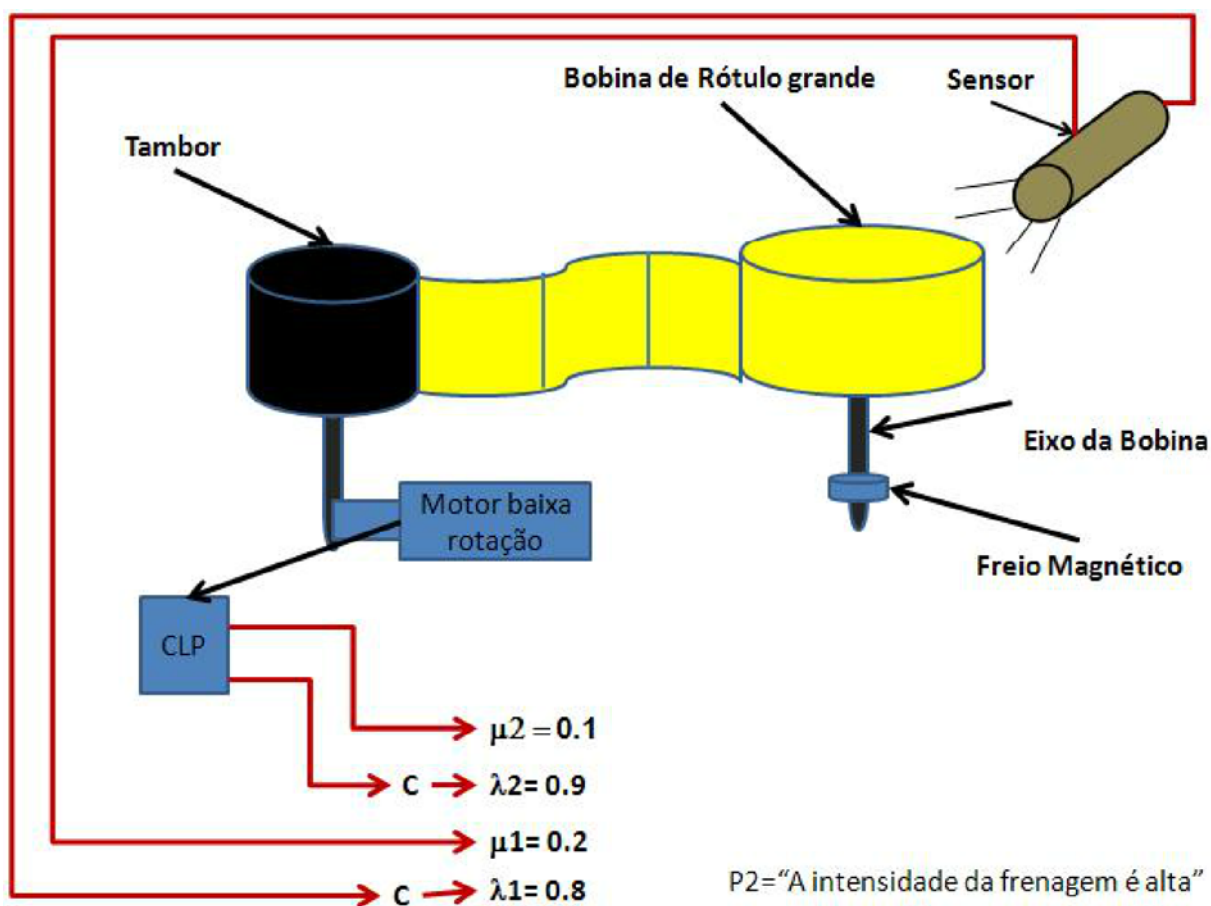 Bobina de Rótulo grande
Sensor
Tambor
Eixo da Bobina
Motor baixa
rotação
Freio Magnético
CLP
μ2 = 0.1
C λ2= 0.9
μ1= 0.2
C λ1= 0.8
P2=“A intensidade da frenagem é alta”